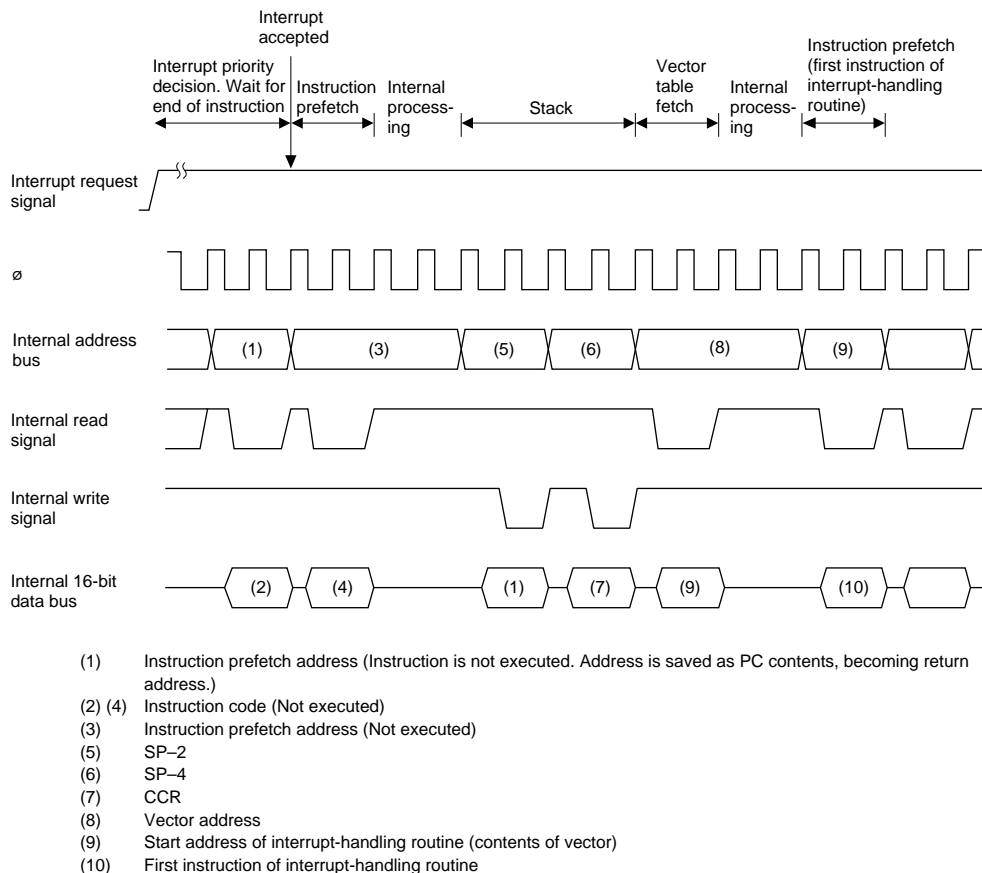 Interrupt
accepted
Interrupt priority
decision. Wait for
end of instruction
Instruction
prefetch
Internal
process-
ing
Stack
Vector
table
fetch
Internal
process-
ing
Instruction prefetch
(first instruction of
interrupt-handling
routine)
Interrupt request
signal
ø
Internal address
bus
(1)
(3)
(5)
(6)
(8)
(9)
Internal read
signal
Internal write
signal
Internal 16-bit
data bus
(2)
(4)
(1)
(7)
(9)
(10)
(1) Instruction prefetch address (Instruction is not executed. Address is saved as PC contents, becoming return
address.)
(2) (4) Instruction code (Not executed)
(3) Instruction prefetch address (Not executed)
(5) SP–2
(6) SP–4
(7) CCR
(8) Vector address
(9) Start address of interrupt-handling routine (contents of vector)
(10) First instruction of interrupt-handling routine